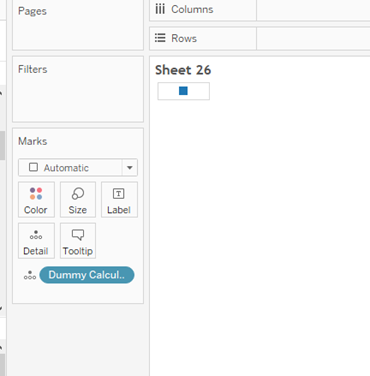 Pages
Columns
Rows
Filters
Sheet 26
Marks
Automatic
Color
Size
Label
Detail
Tooltip
Dummy Calcul..